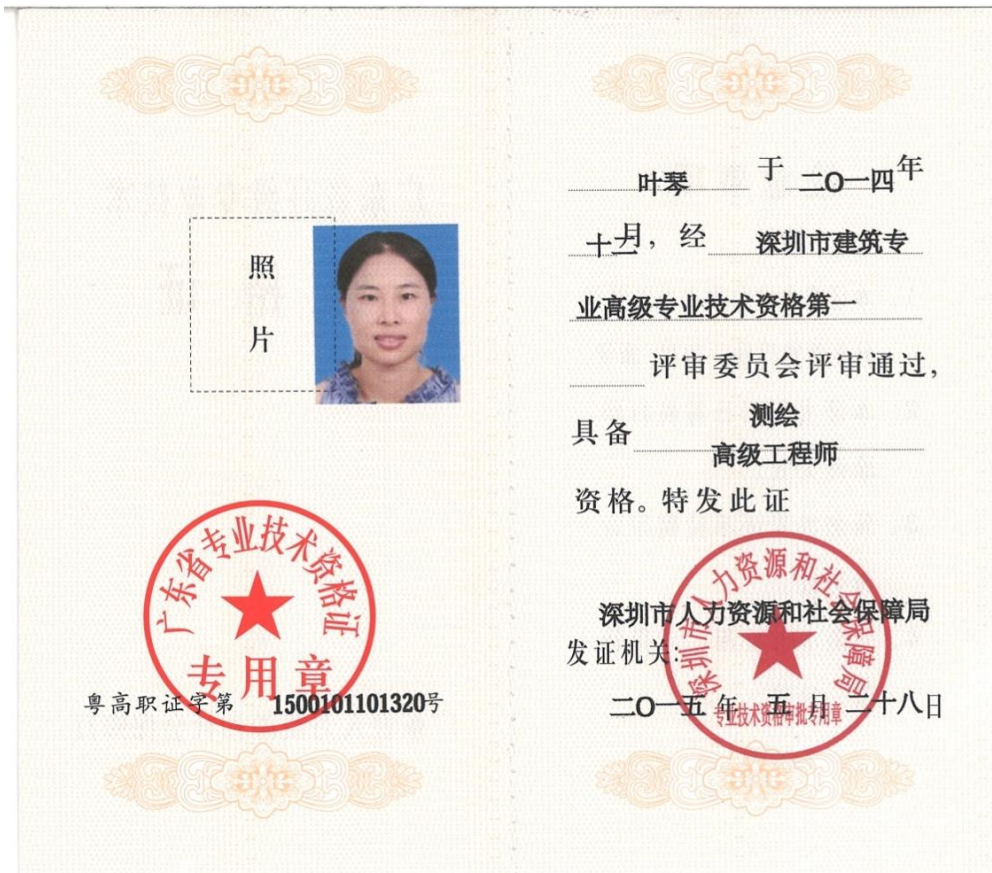 照
片
广东省专业技术资格证
专用章
粤高职证字第 1500101101320号
叶琴 于 二O一四年
十二月，经 深圳市建筑专
业高级专业技术资格第一
评审委员会评审通过，
具备 测绘
高级工程师
资格。特发此证
深圳市人力资源和社会保障局
深圳市人力资源和社会保障局
发证机关:
二O一五年 五月 二十八日
专业技术资格审批专用章